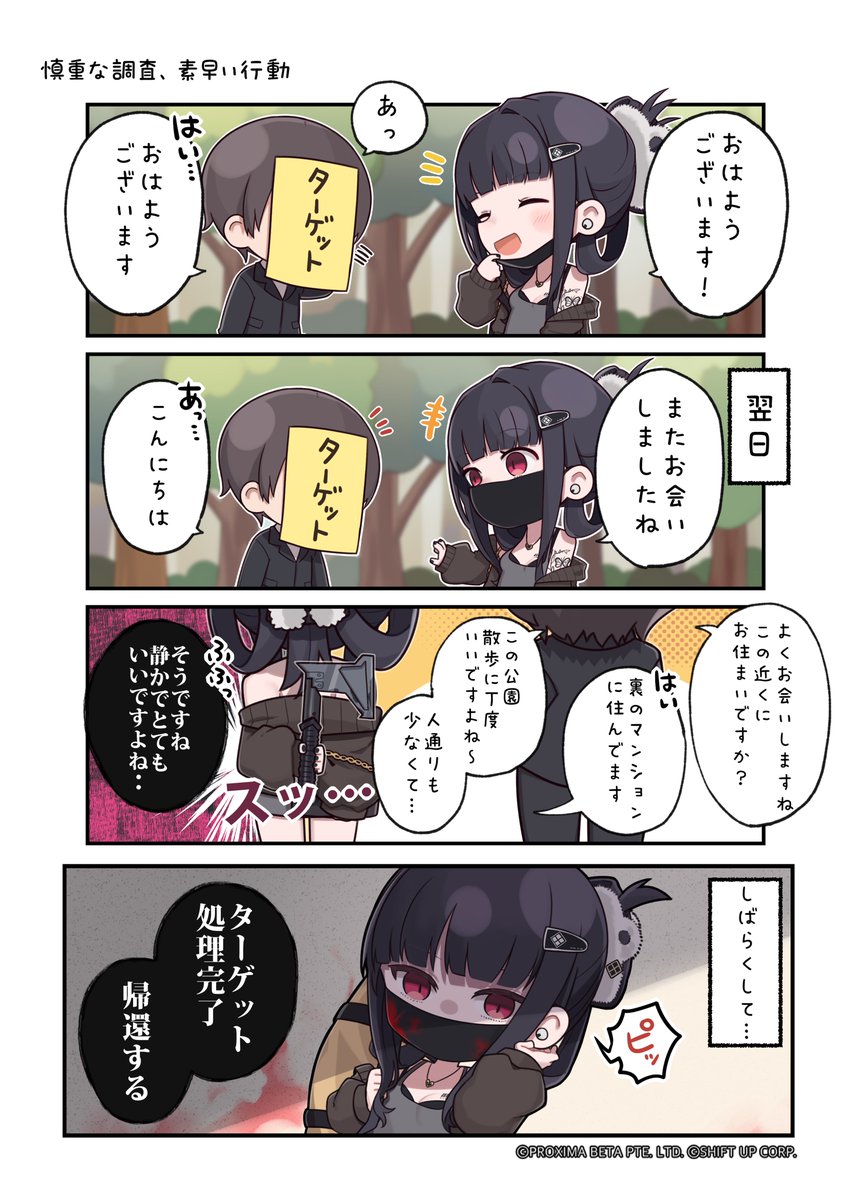 慎重な調査、素早い行動
おはよう
ございます!
あっ
はい…
おはよう
ございます
ターゲット
翌日
またお会い
しましたね
あっ…
こんにちは
ターゲット
よくお会いしますね
この近くに
お住まいですか?
はい
裏のマンション
に住んでます
この公園
散歩に丁度
いいですよね～
人通りも
少なくて…
スッ…
ふふっ
そうですね
静かでとても
いいですよね‥
しばらくして…
ピッ
ターゲット
処理完了
帰還する
©PROXIMA BETA PTE. LTD. ©SHIFT UP CORP.